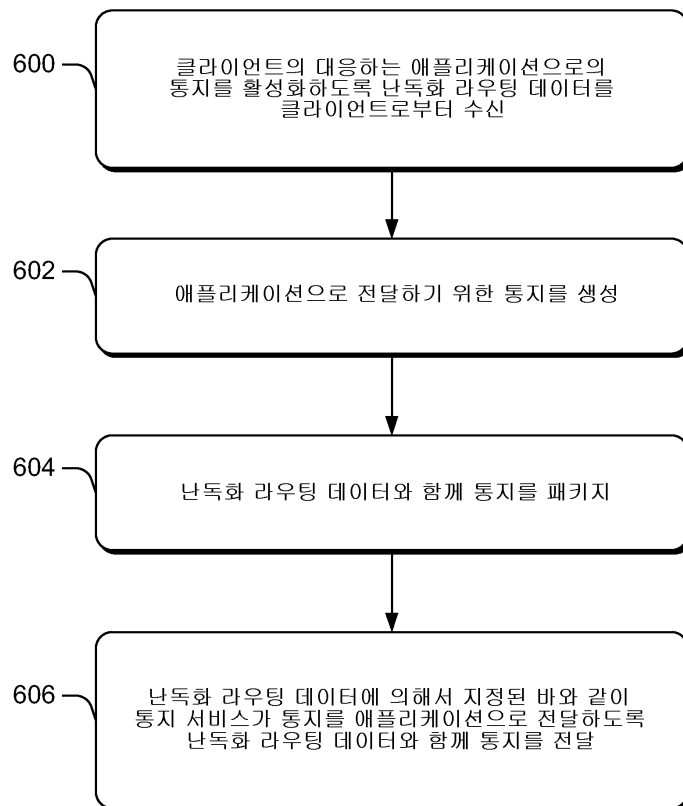 600
클라이언트의 대응하는 애플리케이션으로의
통지를 활성화하도록 난독화 라우팅 데이터를
클라이언트로부터 수신
602
애플리케이션으로 전달하기 위한 통지를 생성
604
난독화 라우팅 데이터와 함께 통지를 패키지
606
난독화 라우팅 데이터에 의해서 지정된 바와 같이
통지 서비스가 통지를 애플리케이션으로 전달하도록
난독화 라우팅 데이터와 함께 통지를 전달